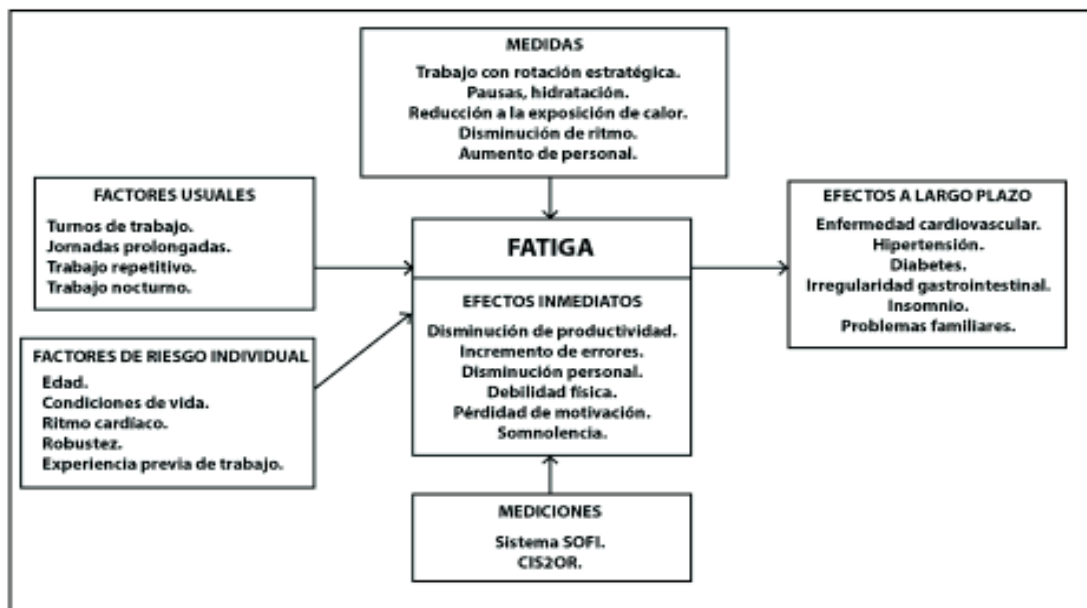 MEDIDAS
Trabajo con rotación estratégica.
Pausas, hidratación.
Reducción a la exposición de calor.
Disminución de ritmo.
Aumento de personal.
FACTORES USUALES
Turnos de trabajo.
Jornadas prolongadas.
Trabajo repetitivo.
Trabajo nocturno.
FACTORES DE RIESGO INDIVIDUAL
Edad.
Condiciones de vida.
Ritmo cardíaco.
Robustez.
Experiencia previa de trabajo.
FATIGA
EFECTOS INMEDIATOS
Disminución de productividad.
Incremento de errores.
Disminución personal.
Debilidad física.
Pérdidad de motivación.
Somnolencia.
MEDICIONES
Sistema SOFI.
CIS2OR.
EFECTOS A LARGO PLAZO
Enfermedad cardiovascular.
Hipertensión.
Diabetes.
Irregularidad gastrointestinal.
Insomnio.
Problemas familiares.